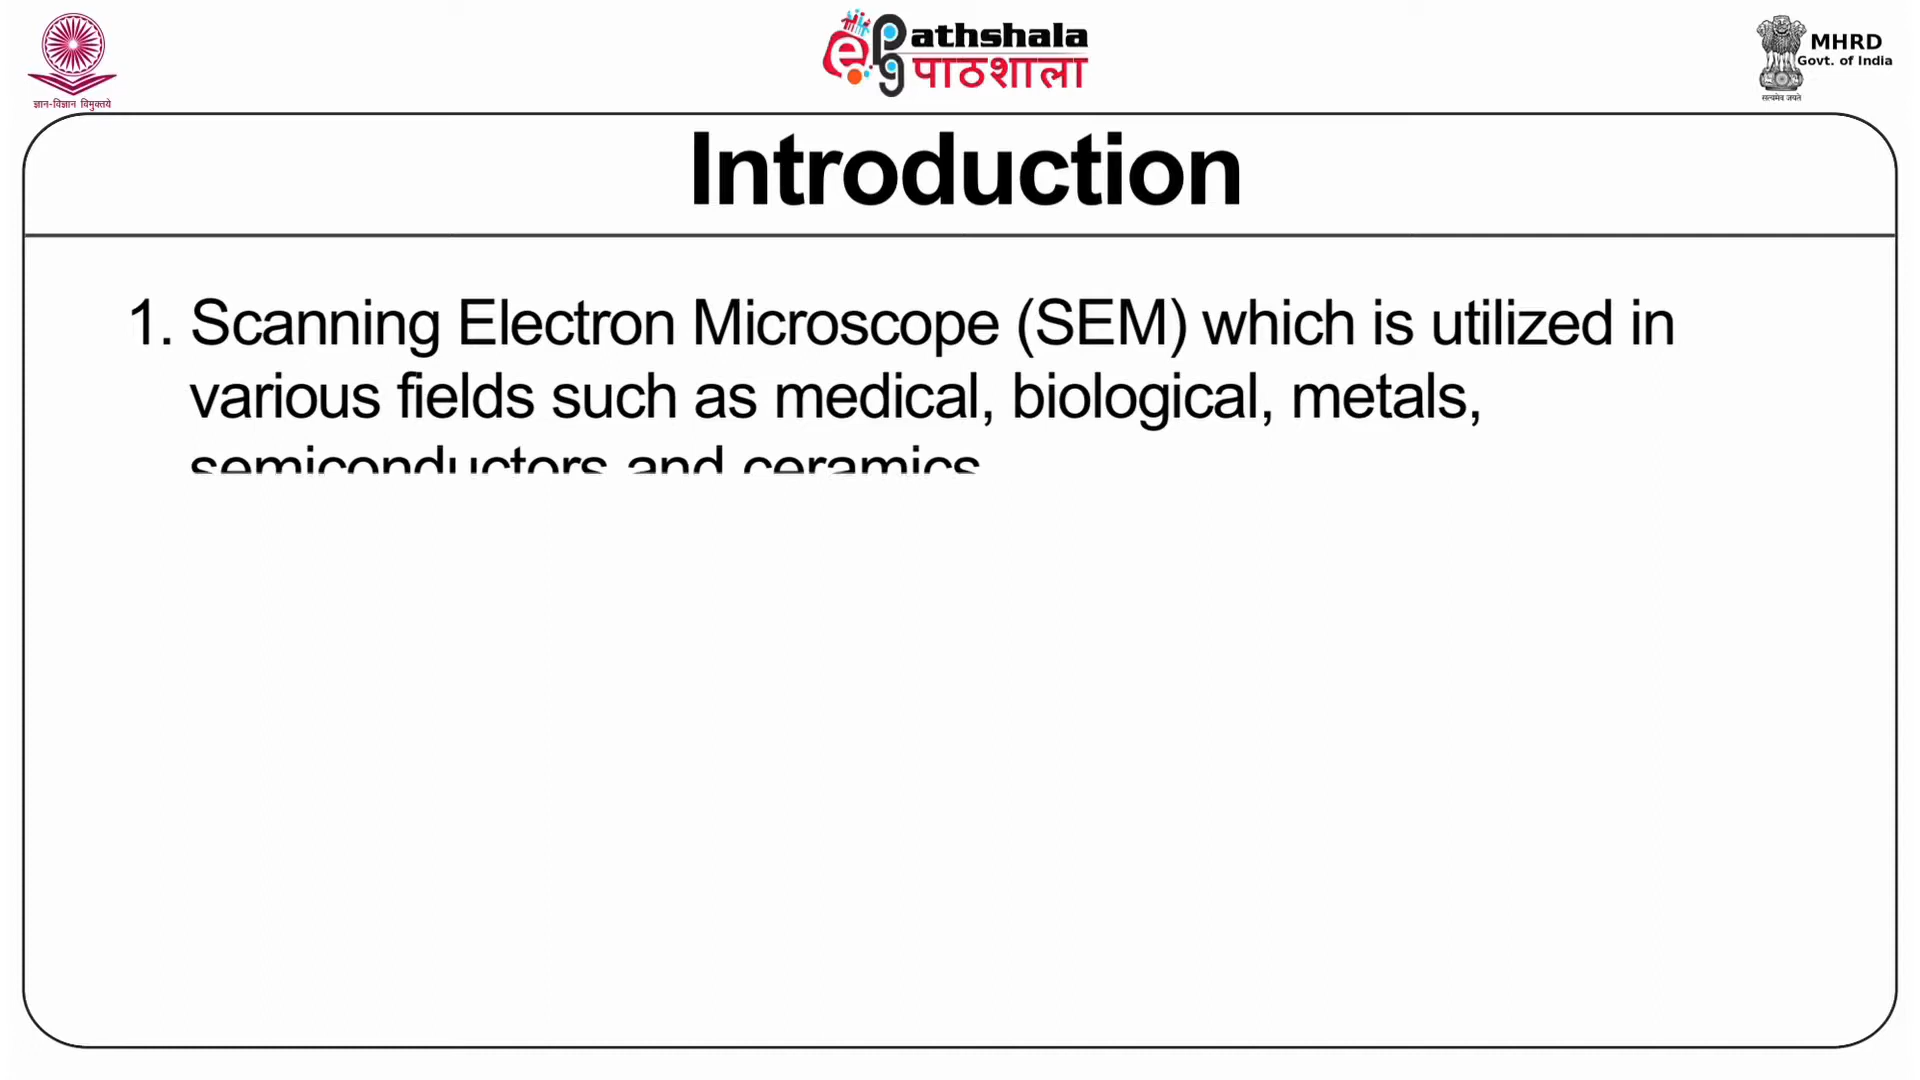 ज्ञान-विज्ञान विमुक्तये
ePg athshala
पाठशाला
सत्यमेव जयते
MHRD
Govt. of India
Introduction
1. Scanning Electron Microscope (SEM) which is utilized in
various fields such as medical, biological, metals,
semiconductors and ceramics